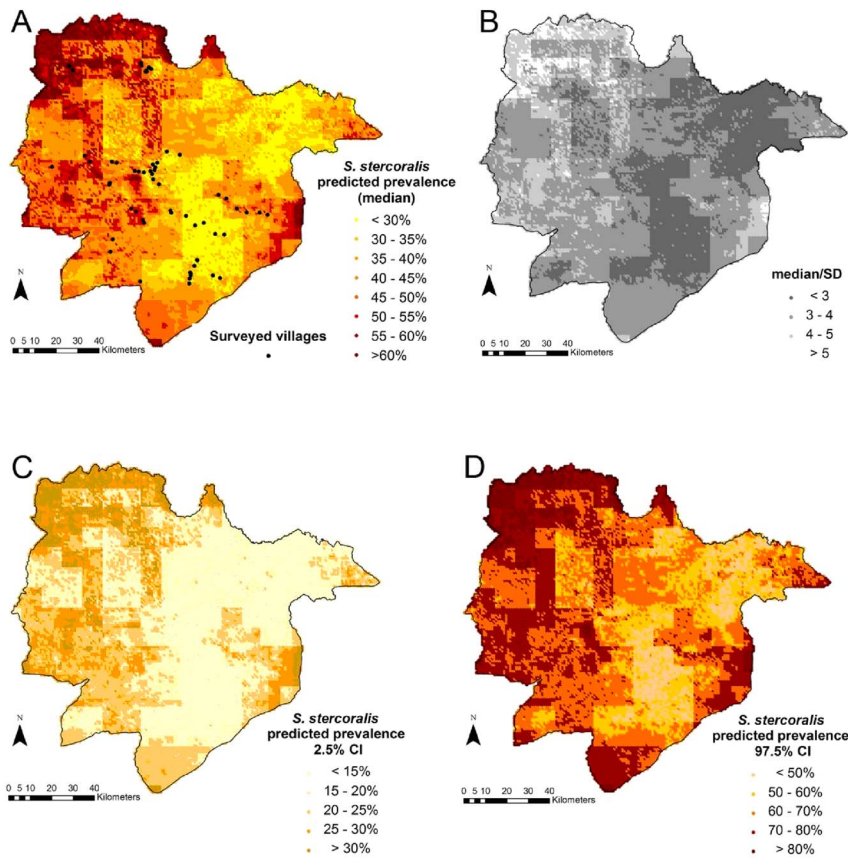 A
S. stercoralis
predicted prevalence
(median)
< 30%
30 - 35%
35 - 40%
40 - 45%
45 - 50%
50 - 55%
55 - 60%
>60%
N
0 5 10 20 30 40
Kilometers
Surveyed villages
B
median/SD
< 3
3 - 4
4 - 5
> 5
N
0 5 10 20 30 40
Kilometers
C
S. stercoralis
predicted prevalence
2.5% CI
< 15%
15 - 20%
20 - 25%
25 - 30%
> 30%
N
0 5 10 20 30 40
Kilometers
D
S. stercoralis
predicted prevalence
97.5% CI
< 50%
50 - 60%
60 - 70%
70 - 80%
> 80%
N
0 5 10 20 30 40
Kilometers